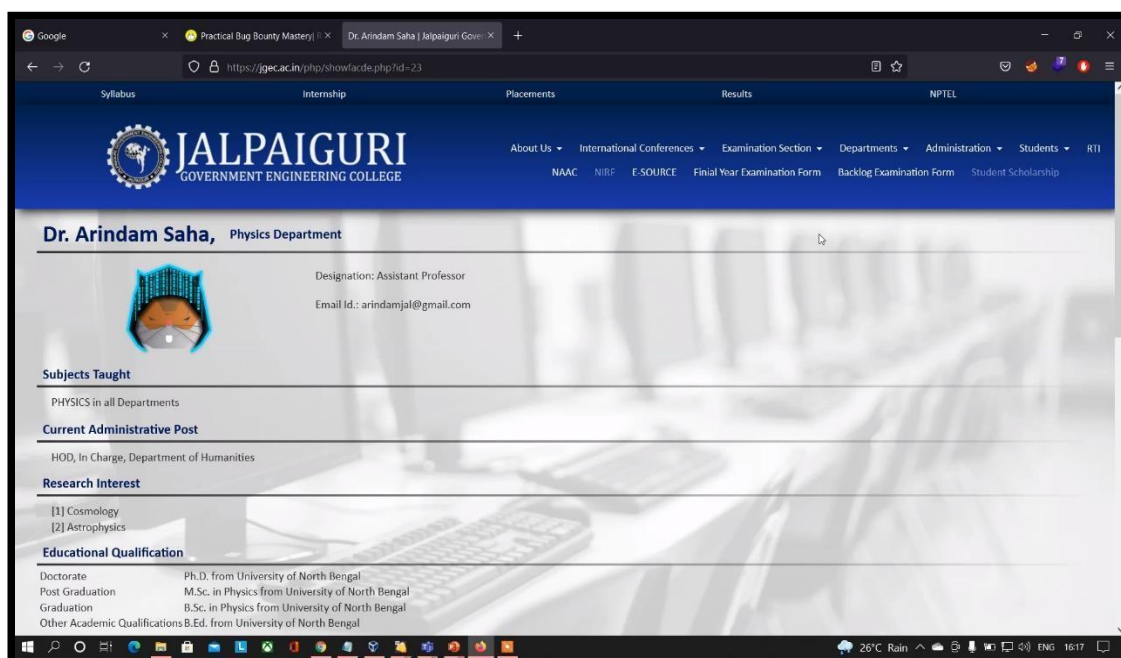 Google
Practical Bug Bounty Mastery|
Dr. Arindam Saha | Jalpaiguri Gover
https://jgec.ac.in/php/showfacde.php?id=23
7
Syllabus Internship Placements Results NPTEL
JALPAIGURI
GOVERNMENT ENGINEERING COLLEGE
About Us International Conferences Examination Section Departments Administration Students RTI
NAAC NIRF E-SOURCE Finial Year Examination Form Backlog Examination Form Student Scholarship
Dr. Arindam Saha, Physics Department
Designation: Assistant Professor
Email Id.: arindamjal@gmail.com
Subjects Taught
PHYSICS in all Departments
Current Administrative Post
HOD, In Charge, Department of Humanities
Research Interest
[1] Cosmology
[2] Astrophysics
Educational Qualification
Doctorate Ph.D. from University of North Bengal
Post Graduation M.Sc. in Physics from University of North Bengal
Graduation B.Sc. in Physics from University of North Bengal
Other Academic Qualifications B.Ed. from University of North Bengal
26°C Rain ENG 16:17